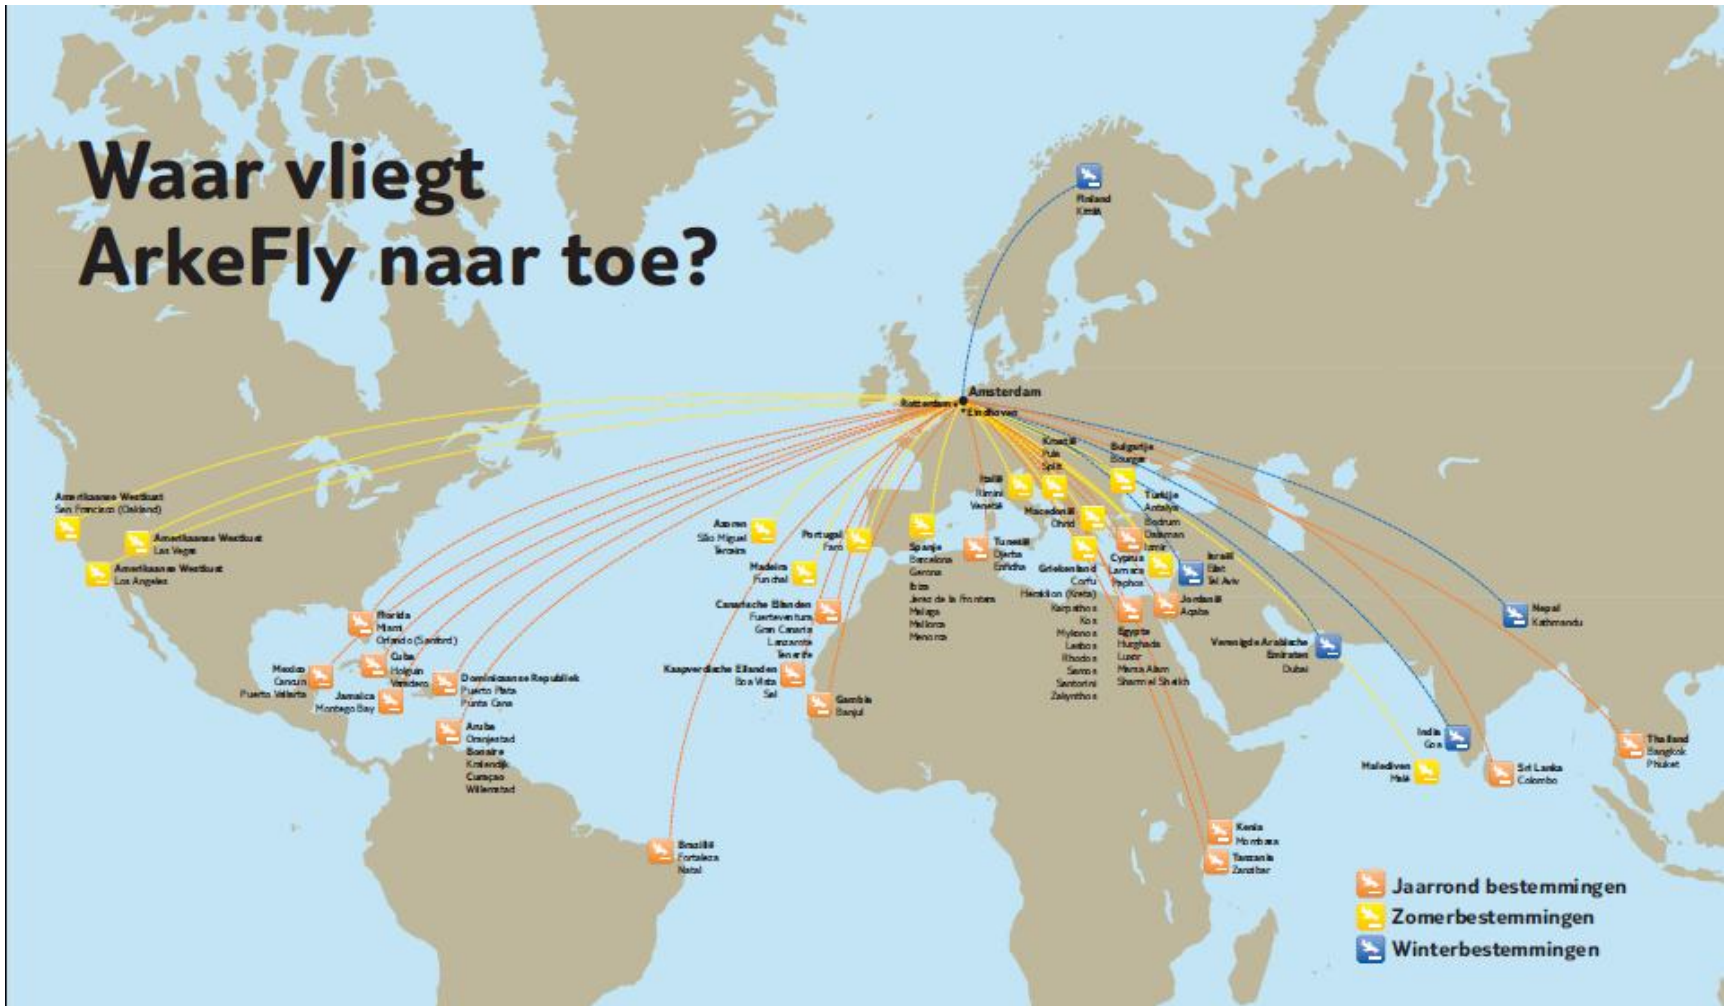 Waar vliegt
ArkeFly naar toe?
Finland
Kittilä
Amsterdam
Rotterdam
Eindhoven
Amerikaanse Westkust
San Francisco (Oakland)
Amerikaanse Westkust
Las Vegas
Amerikaanse Westkust
Los Angeles
Florida
Miami
Orlando (Sanford)
Cuba
Holguin
Varadero
Mexico
Cancun
Puerto Vallarta
Jamaica
Montego Bay
Dominicaanse Republiek
Puerto Plata
Punta Cana
Aruba
Oranjestad
Bonaire
Kralendijk
Curaçao
Willemstad
Brazilië
Fortaleza
Natal
Azoren
São Miguel
Terceira
Madeira
Funchal
Portugal
Faro
Canarische Eilanden
Fuerteventura
Gran Canaria
Lanzarote
Tenerife
Kaapverdische Eilanden
Boa Vista
Sal
Gambia
Banjul
Spanje
Barcelona
Gerona
Ibiza
Jerez de la Frontera
Malaga
Mallorca
Menorca
Italië
Rimini
Venetië
Tunesië
Djerba
Enfidha
Kroatië
Pula
Split
Macedonië
Ohrid
Griekenland
Corfu
Heraklion (Kreta)
Karpathos
Kos
Mykonos
Lesbos
Rhodos
Samos
Santorini
Zakynthos
Bulgarije
Bourgas
Turkije
Antalya
Bodrum
Dalaman
Izmir
Cyprus
Larnaca
Paphos
Israël
Eilat
Tel Aviv
Jordanië
Aqaba
Egypte
Hurghada
Luxor
Marsa Alam
Sharm el Sheikh
Verenigde Arabische
Emiraten
Dubai
Nepal
Kathmandu
India
Goa
Malediven
Malé
Sri Lanka
Colombo
Thailand
Bangkok
Phuket
Kenia
Mombasa
Tanzania
Zanzibar
Jaarrond bestemmingen
Zomerbestemmingen
Winterbestemmingen